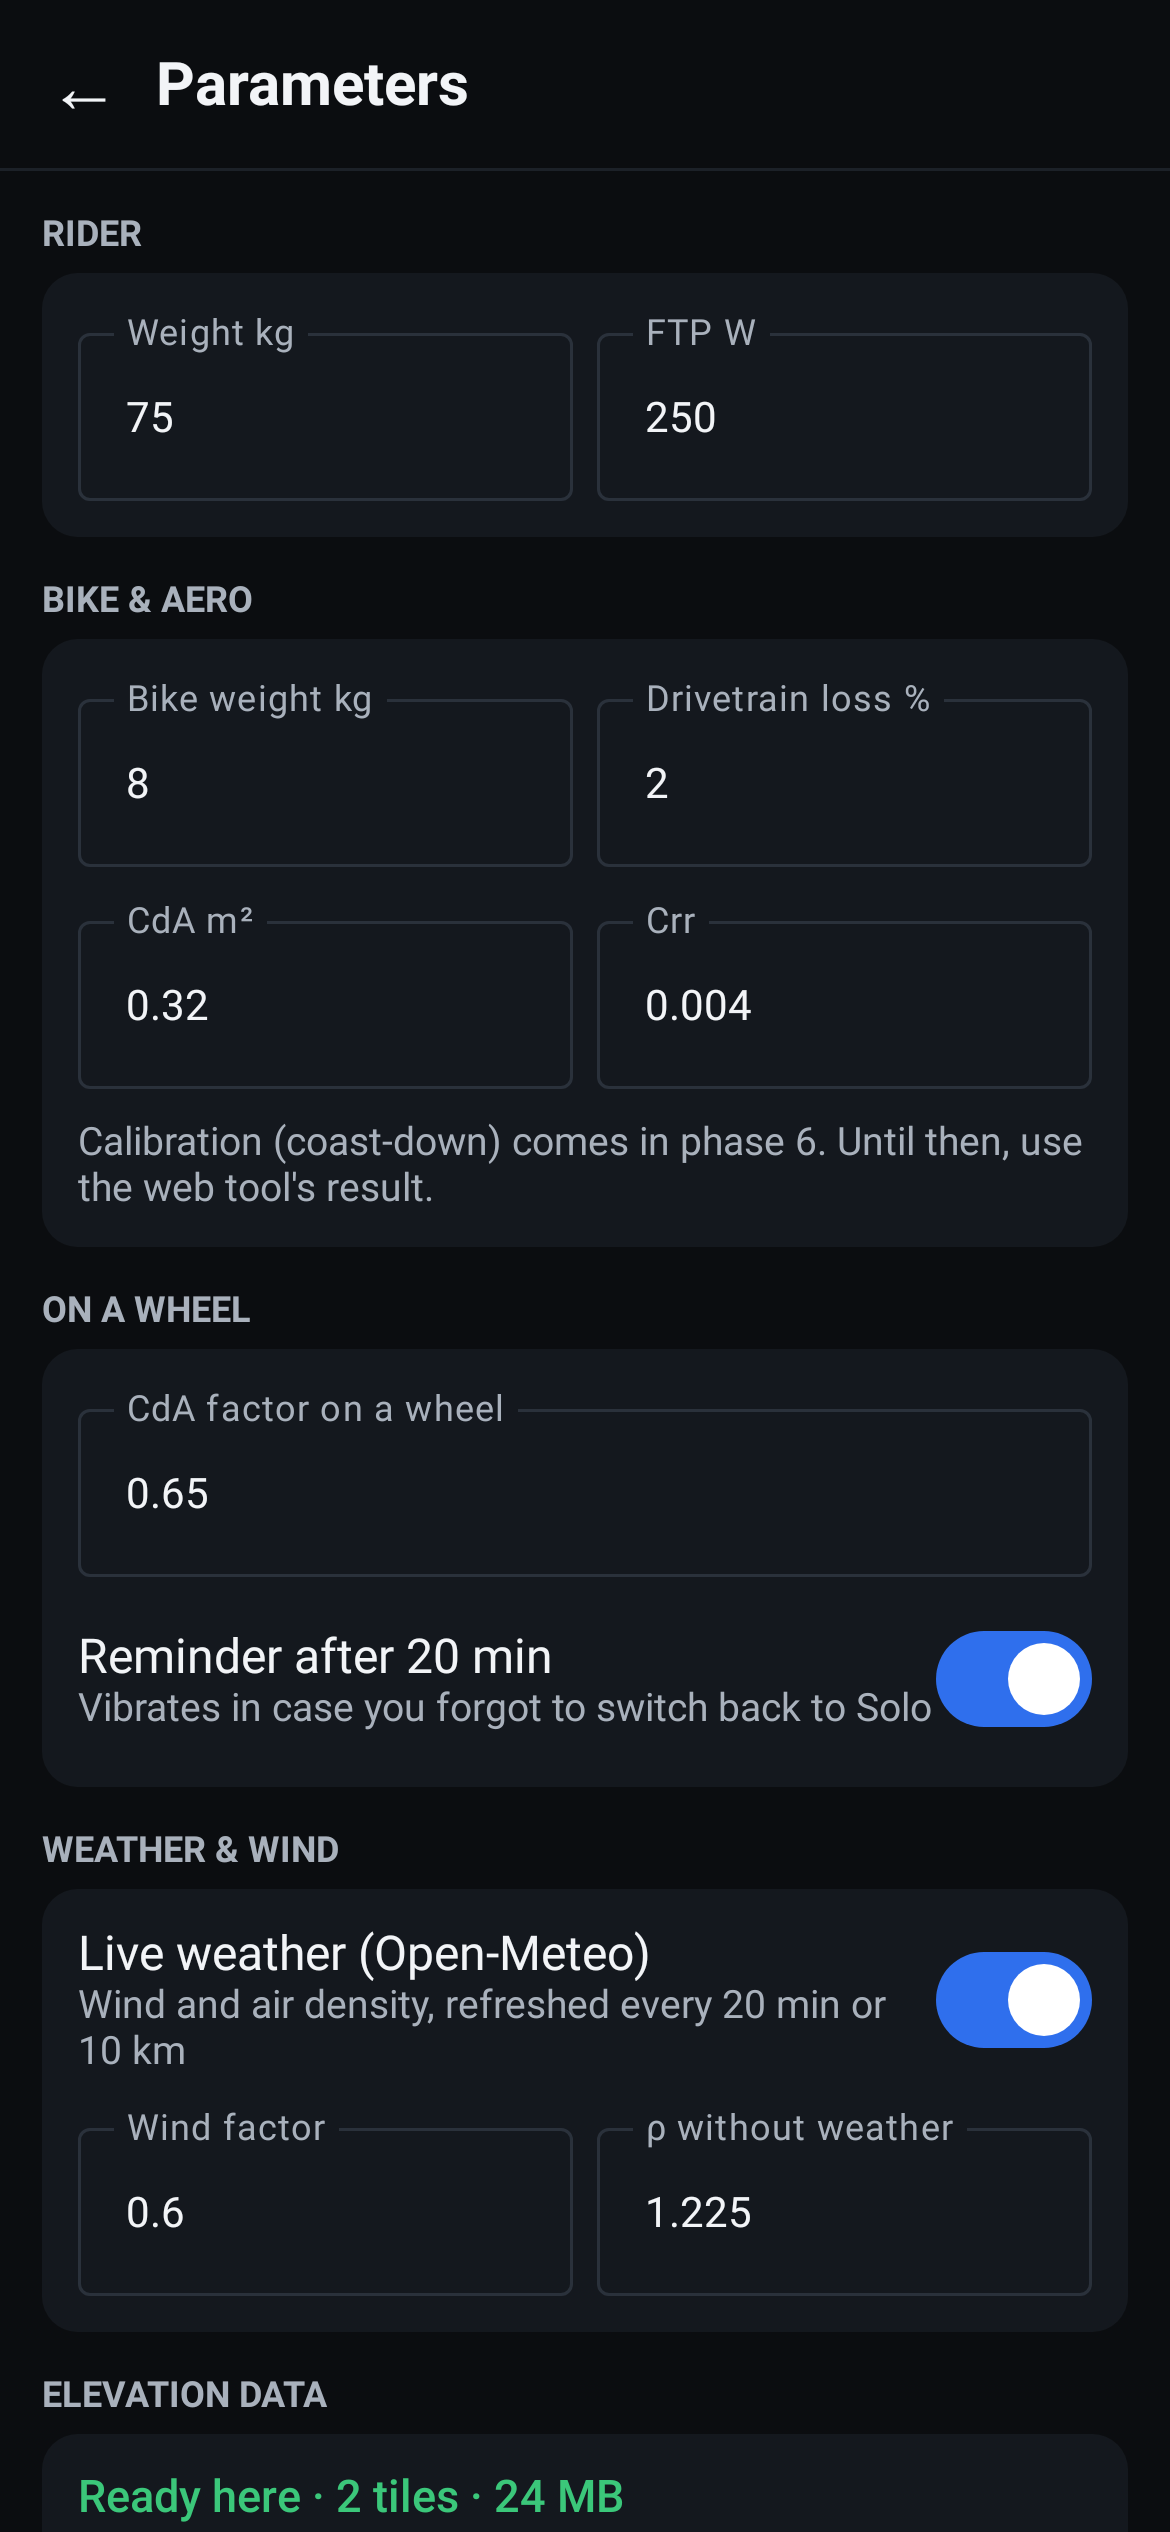 ← Parameters
RIDER
Weight kg
75
FTP W
250
BIKE & AERO
Bike weight kg
8
Drivetrain loss %
2
CdA m²
0.32
Crr
0.004
Calibration (coast-down) comes in phase 6. Until then, use
the web tool's result.
ON A WHEEL
CdA factor on a wheel
0.65
Reminder after 20 min
Vibrates in case you forgot to switch back to Solo
WEATHER & WIND
Live weather (Open-Meteo)
Wind and air density, refreshed every 20 min or
10 km
Wind factor
0.6
ρ without weather
1.225
ELEVATION DATA
Ready here · 2 tiles · 24 MB